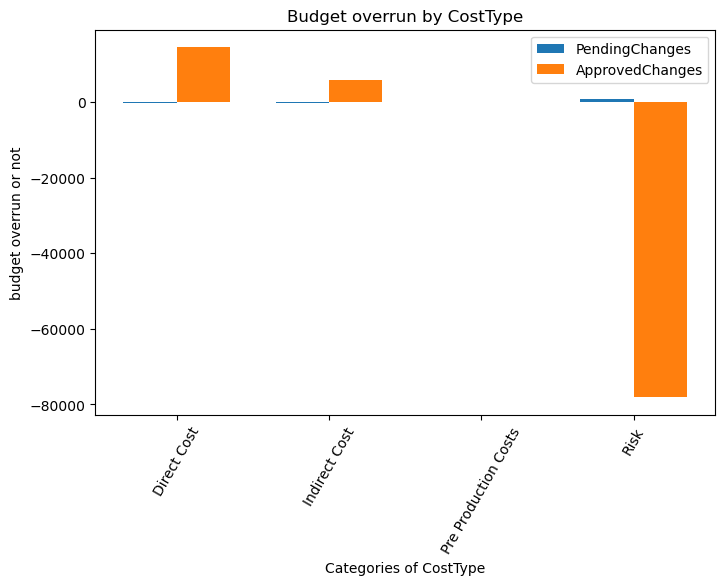 Budget overrun by CostType
PendingChanges
ApprovedChanges
0
−20000
−40000
−60000
−80000
budget overrun or not
Direct Cost
Indirect Cost
Pre Production Costs
Risk
Categories of CostType